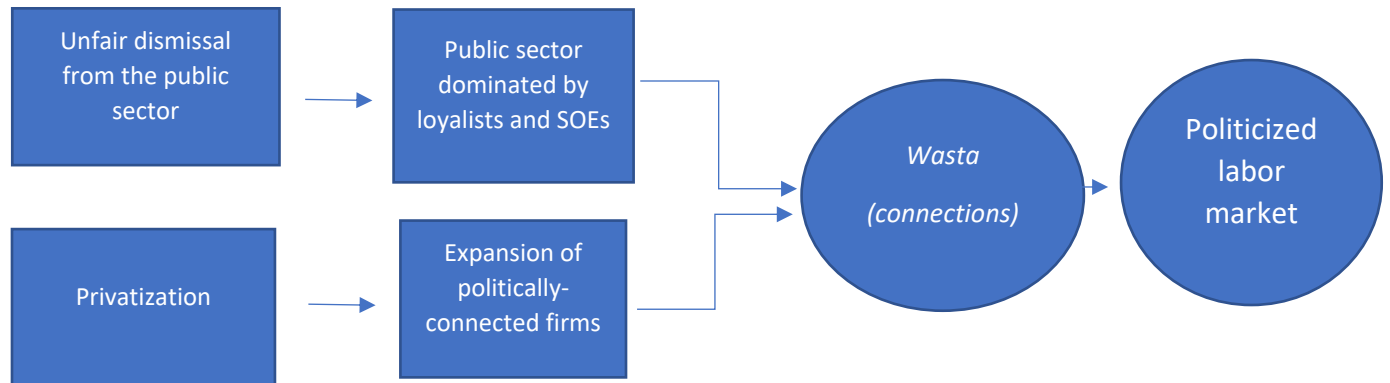 Unfair dismissal
from the public
sector
Public sector
dominated by
loyalists and SOEs
Privatization
Expansion of
politically-
connected firms
Wasta
(connections)
Politicized
labor
market